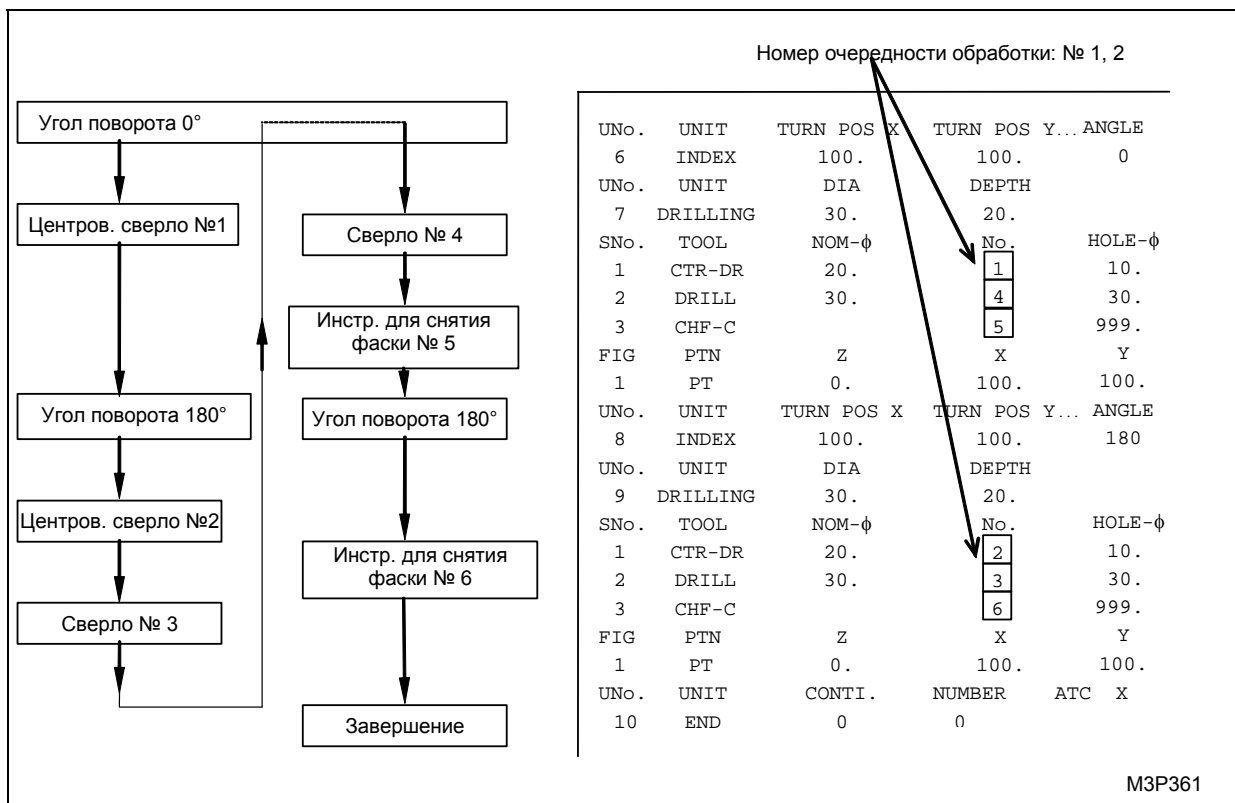 Номер очередности обработки: № 1, 2
Угол поворота 0°
Центров. сверло №1
Угол поворота 180°
Центров. сверло №2
Сверло № 3
Сверло № 4
Инстр. для снятия
фаски № 5
Угол поворота 180°
Инстр. для снятия
фаски № 6
Завершение
UNo. UNIT TURN POS X TURN POS Y... ANGLE
6 INDEX 100. 100. 0
UNo. UNIT DIA DEPTH
7 DRILLING 30. 20.
SNo. TOOL NOM-ϕ No. HOLE-ϕ
1 CTR-DR 20. 1 10.
2 DRILL 30. 4 30.
3 CHF-C 5 999.
FIG PTN Z X Y
1 PT 0. 100. 100.
UNo. UNIT TURN POS X TURN POS Y... ANGLE
8 INDEX 100. 100. 180
UNo. UNIT DIA DEPTH
9 DRILLING 30. 20.
SNo. TOOL NOM-ϕ No. HOLE-ϕ
1 CTR-DR 20. 2 10.
2 DRILL 30. 3 30.
3 CHF-C 6 999.
FIG PTN Z X Y
1 PT 0. 100. 100.
UNo. UNIT CONTI. NUMBER ATC X
10 END 0 0
M3P361